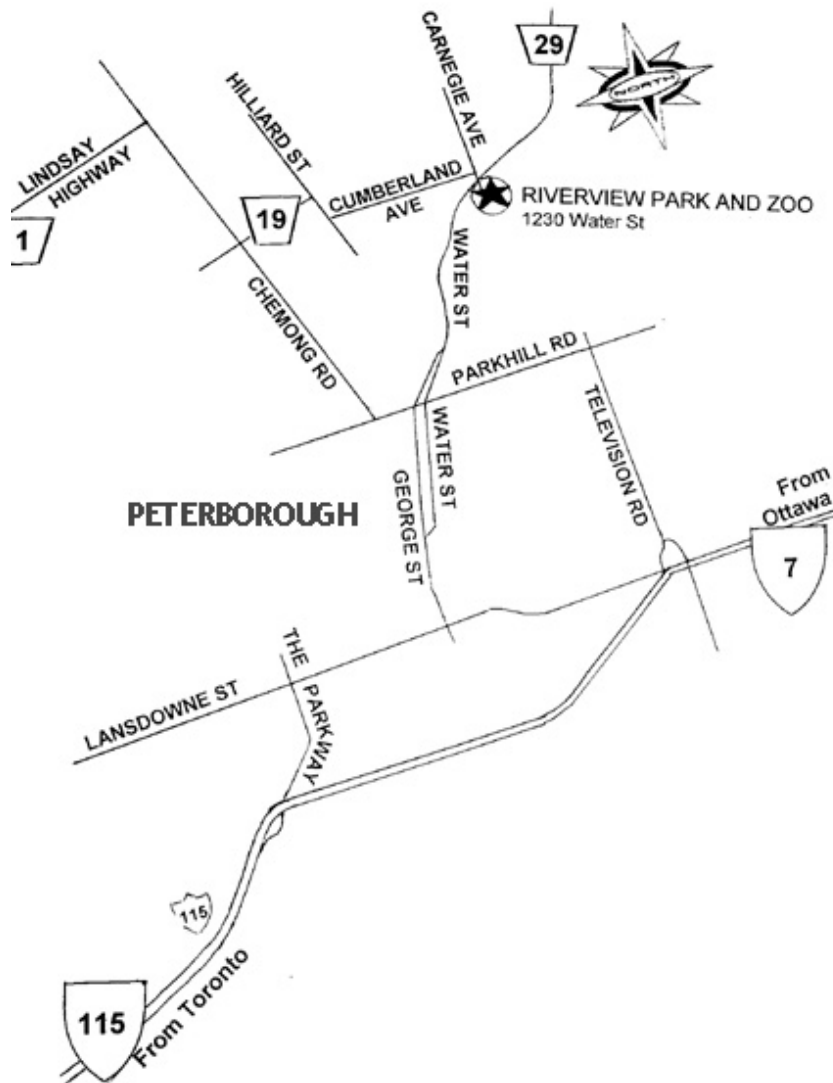 29
CARNEGIE AVE
NORTH
HILLIARD ST
LINDSAY
HIGHWAY
1
19
CUMBERLAND
AVE
RIVERVIEW PARK AND ZOO
1230 Water St
WATER ST
CHEMONG RD
PARKHILL RD
WATER ST
TELEVISION RD
GEORGE ST
PETERBOROUGH
From
Ottawa
7
THE PARKWAY
LANSDOWNE ST
115
115
From Toronto